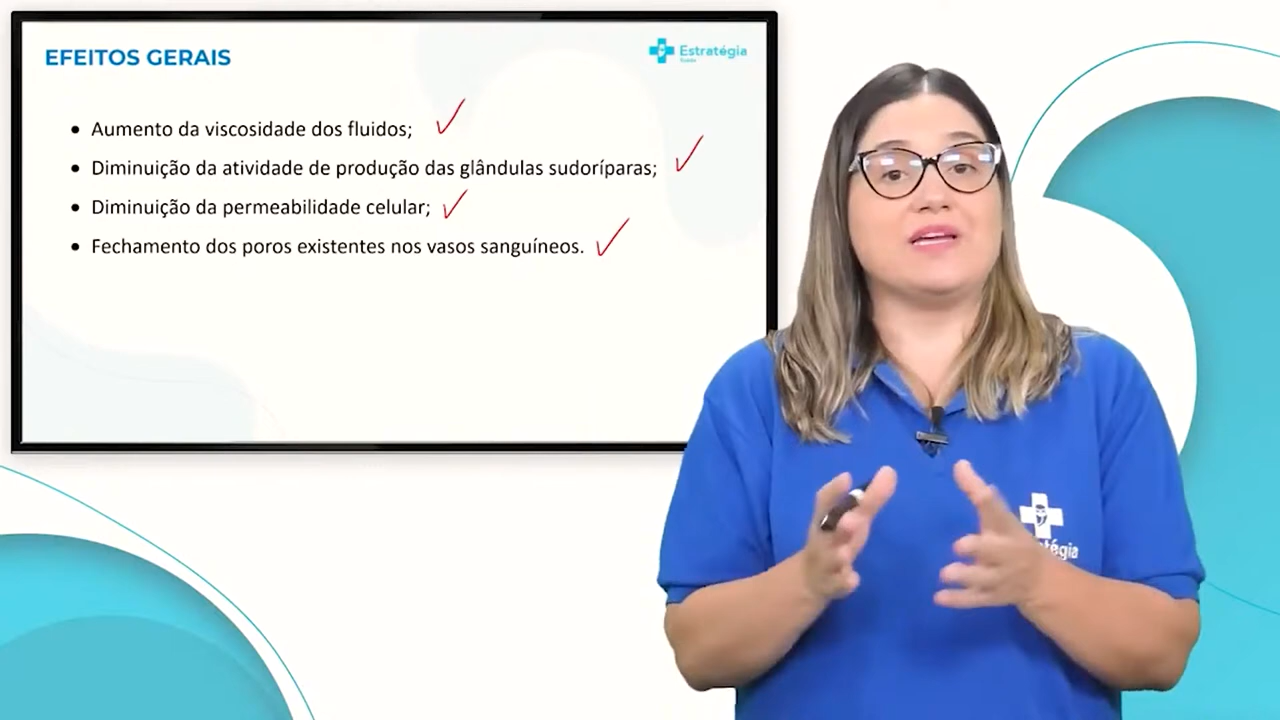 EFEITOS GERAIS
Estratégia
Aumento da viscosidade dos fluidos;
Diminuição da atividade de produção das glândulas sudoríparas;
Diminuição da permeabilidade celular;
Fechamento dos poros existentes nos vasos sanguíneos.
tégia